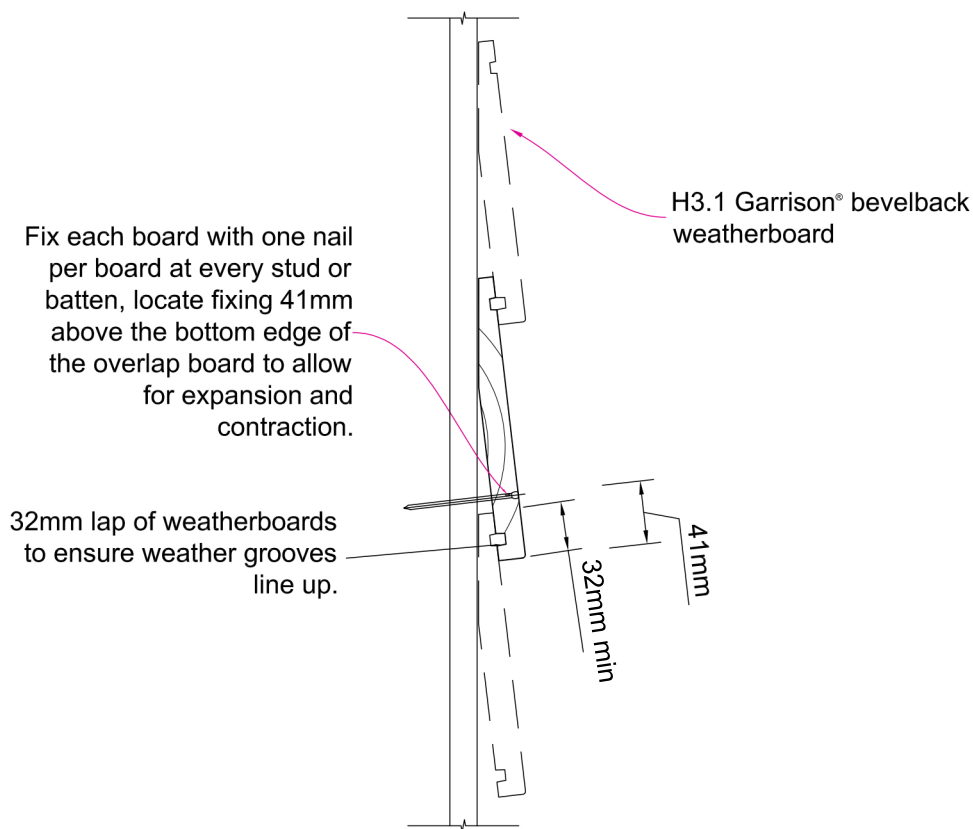 H3.1 Garrison® bevelback
weatherboard
Fix each board with one nail
per board at every stud or
batten, locate fixing 41mm
above the bottom edge of
the overlap board to allow
for expansion and
contraction.
32mm lap of weatherboards
to ensure weather grooves
line up.
32mm min
41mm